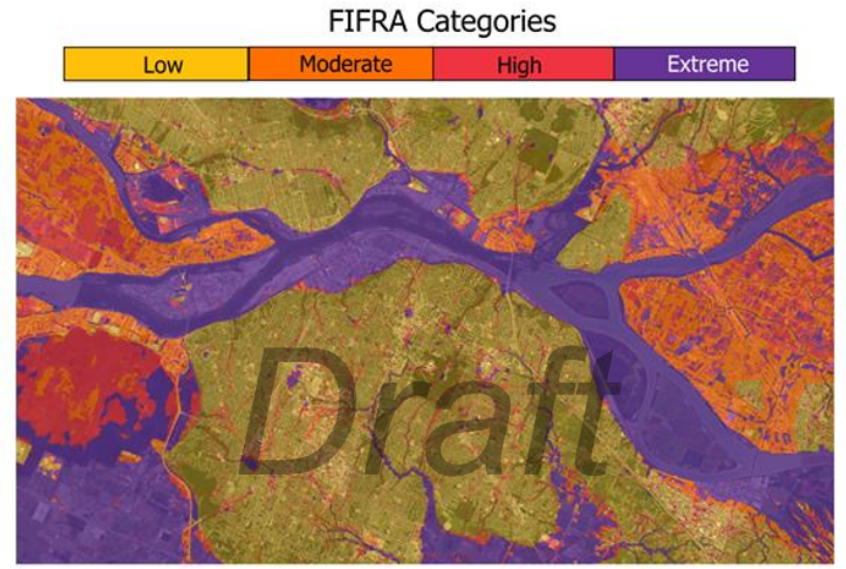 FIFRA Categories
Low
Moderate
High
Extreme
Draft